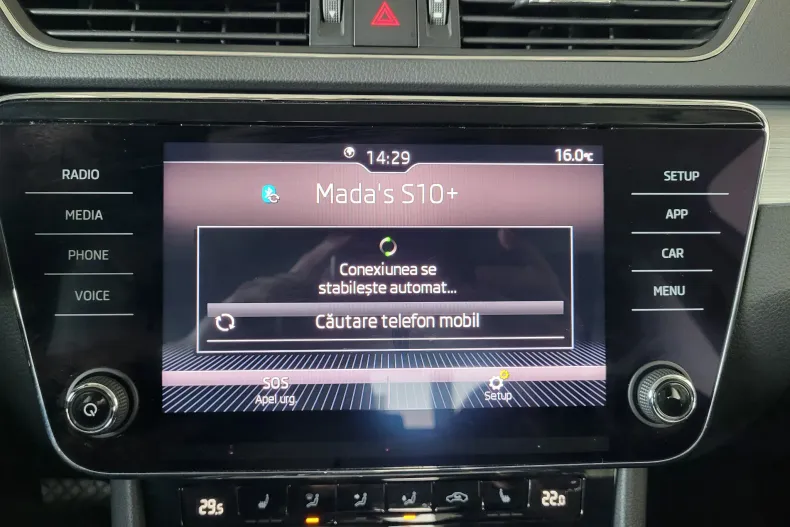 14:29
16.0°C
RADIO
MEDIA
PHONE
VOICE
Mada's S10+
Conexiunea se
stabilește automat...
Căutare telefon mobil
SOS
Apel urg.
Setup
SETUP
APP
CAR
MENU
29.5
22.0